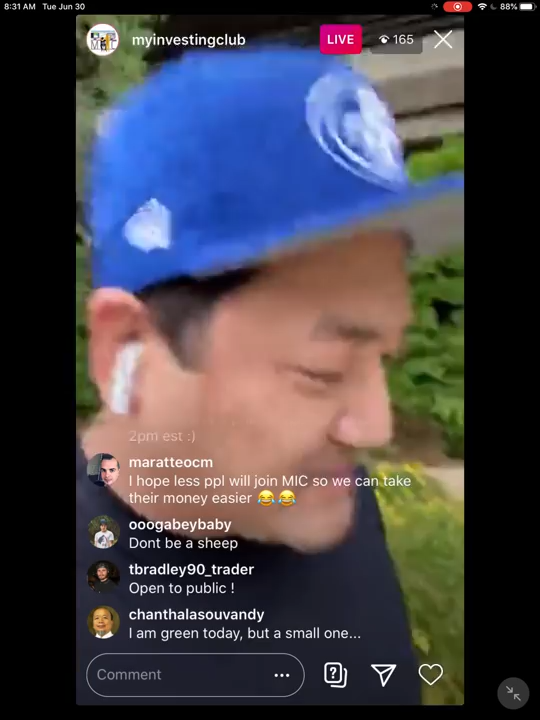 8:31 AM Tue Jun 30
88%
myinvestingclub
LIVE
165
2pm est :)
maratteocm
I hope less ppl will join MIC so we can take
their money easier 😂😂
ooogabeybaby
Dont be a sheep
tbradley90_trader
Open to public !
chanthalasouvandy
I am green today, but a small one...
Comment